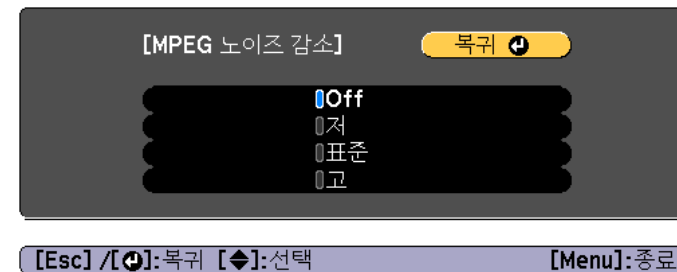 [MPEG 노이즈 감소] 복귀
Off
저
표준
고
[Esc] /[⏎]:복귀 [◆]:선택 [Menu]:종료